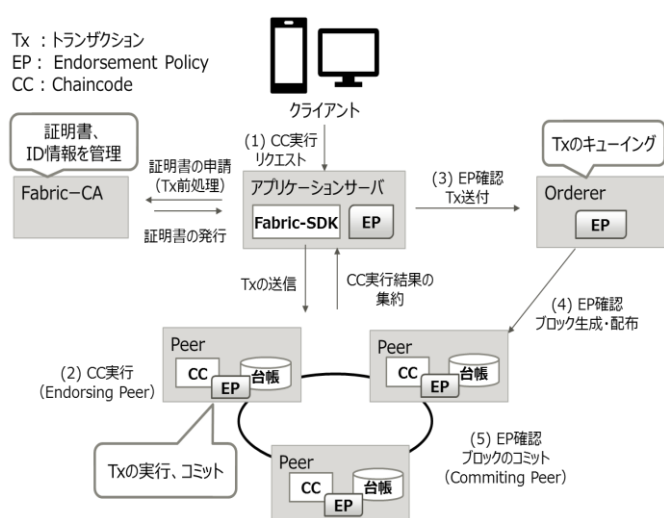 Tx : トランザクション
EP : Endorsement Policy
CC : Chaincode
クライアント
証明書、
ID情報を管理
Fabric－CA
証明書の申請
(Tx前処理)
証明書の発行
(1) CC実行
リクエスト
アプリケーションサーバ
Fabric-SDK
EP
(3) EP確認
Tx送付
Txのキューイング
Orderer
EP
Txの送信
CC実行結果の
集約
(4) EP確認
ブロック生成・配布
(2) CC実行
(Endorsing Peer)
Peer
CC
EP
台帳
Peer
CC
EP
台帳
Txの実行、コミット
Peer
CC
EP
台帳
(5) EP確認
ブロックのコミット
(Commiting Peer)